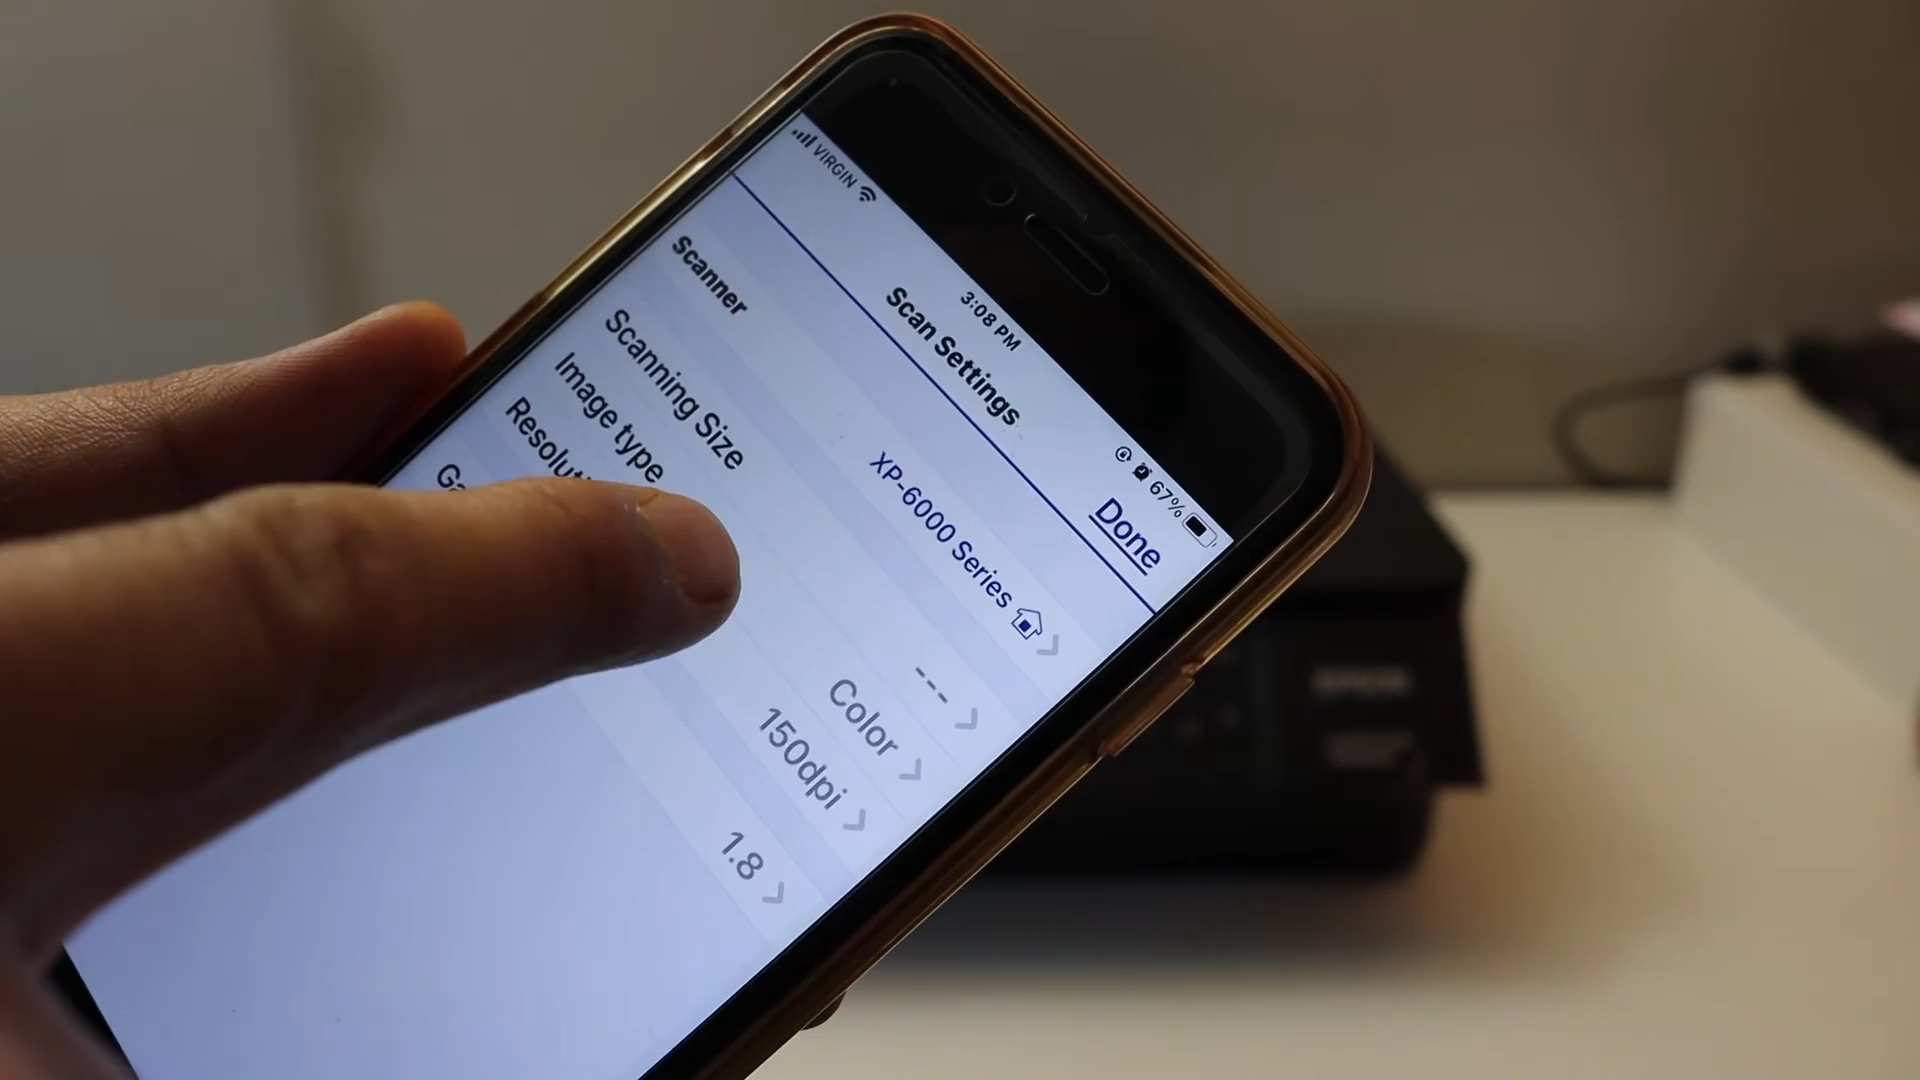 VIRGIN 3:08 PM 67%
Scan Settings Done
Scanner XP-6000 Series
Scanning Size ---
Image type Color
150dpi
1.8
EPSON